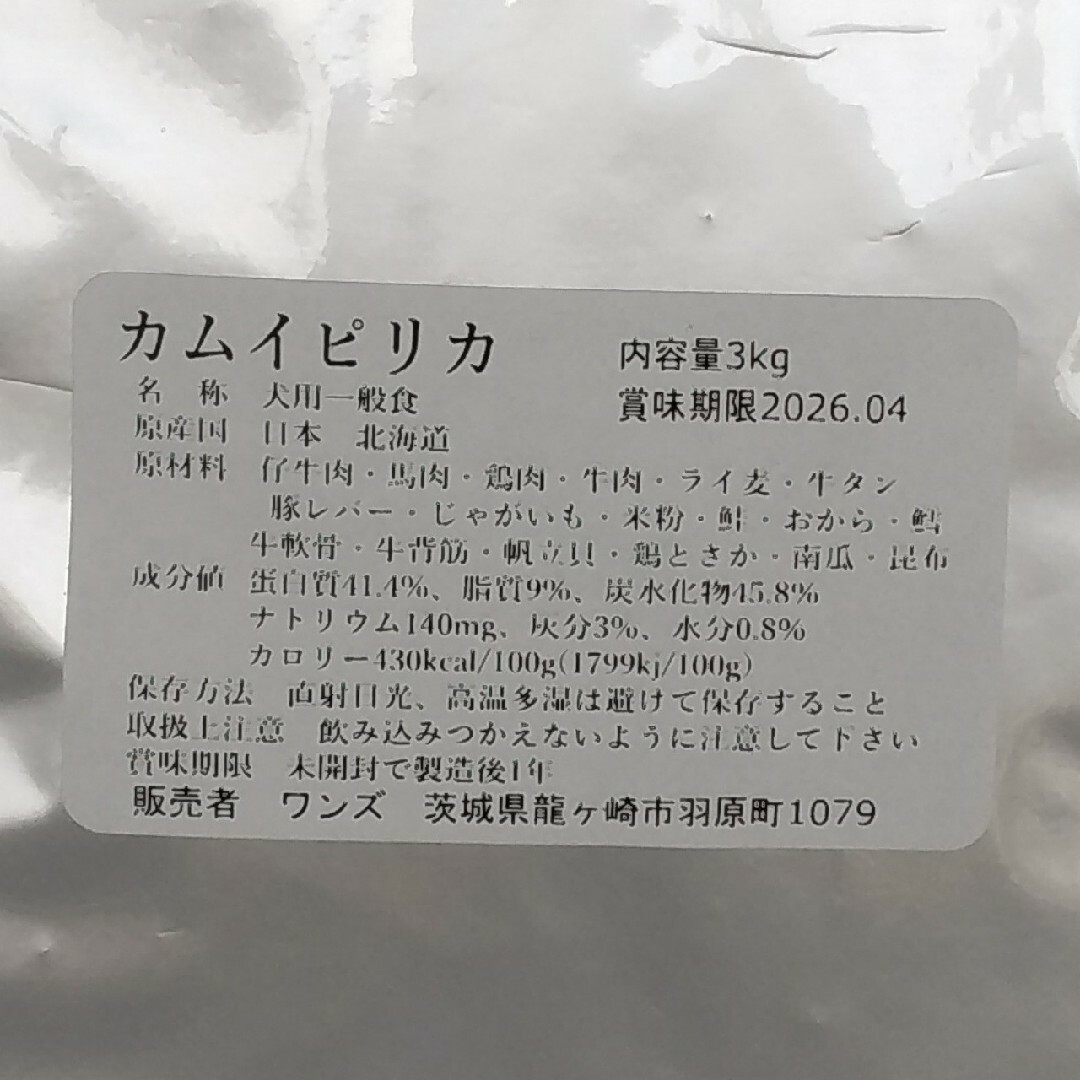 カムイピリカ
内容量3kg
賞味期限2026.04
名 称 犬用一般食
原産国 日本 北海道
原材料 仔牛肉・馬肉・鶏肉・牛肉・ライ麦・牛タン
豚レバー・じゃがいも・米粉・鮭・おから・鱈
牛軟骨・牛背筋・帆立貝・鶏とさか・南瓜・昆布
成分値 蛋白質41.4%、脂質9%、炭水化物45.8%
ナトリウム140mg、灰分3%、水分0.8%
カロリー430kcal/100g(1799kj/100g)
保存方法 直射日光、高温多湿は避けて保存すること
取扱上注意 飲み込みつかえないように注意して下さい
賞味期限 未開封で製造後1年
販売者 ワンズ 茨城県龍ヶ崎市羽原町1079